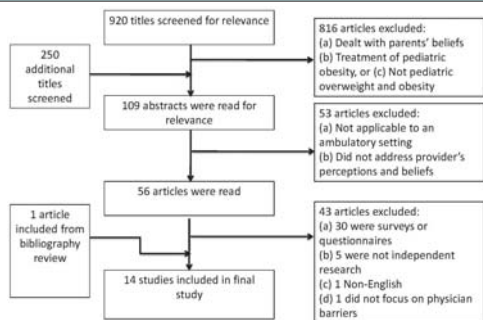 920 titles screened for relevance
816 articles excluded:
(a) Dealt with parents' beliefs
(b) Treatment of pediatric
obesity, or (c) Not pediatric
overweight and obesity
250
additional
titles
screened
109 abstracts were read for
relevance
53 articles excluded:
(a) Not applicable to an
ambulatory setting
(b) Did not address provider's
perceptions and beliefs
56 articles were read
1 article
included from
bibliography
review
43 articles excluded:
(a) 30 were surveys or
questionnaires
(b) 5 were not independent
research
(c) 1 Non-English
(d) 1 did not focus on physician
barriers
14 studies included in final
study